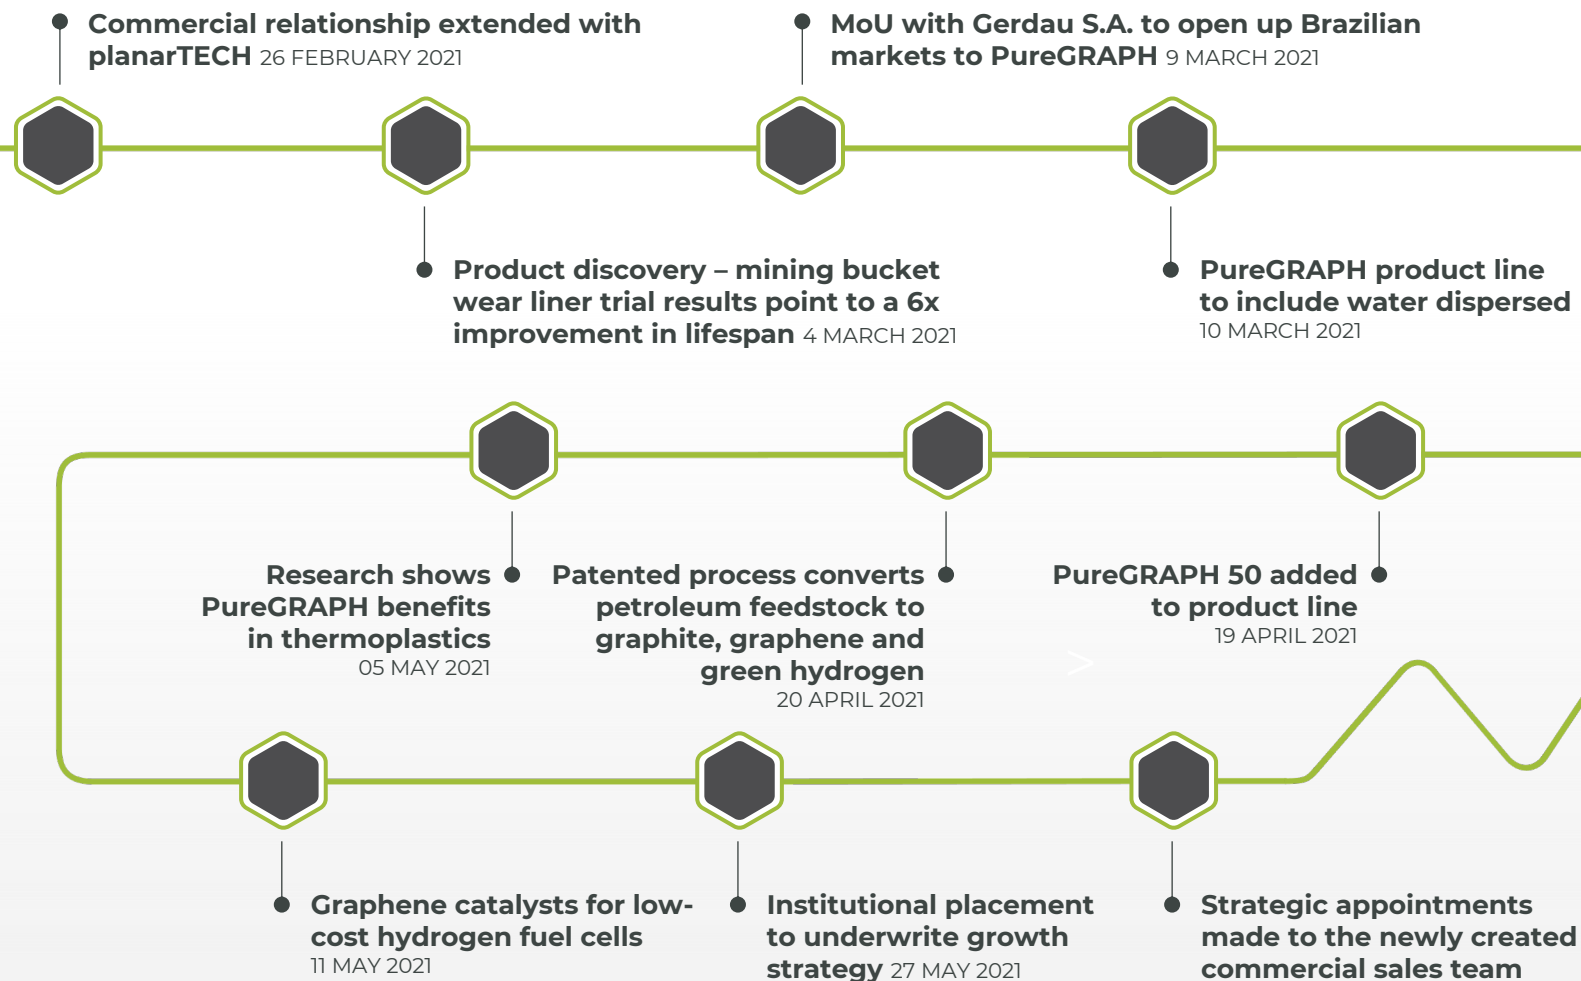 Commercial relationship extended with
planarTECH 26 FEBRUARY 2021
MoU with Gerdau S.A. to open up Brazilian
markets to PureGRAPH 9 MARCH 2021
Product discovery – mining bucket
wear liner trial results point to a 6x
improvement in lifespan 4 MARCH 2021
PureGRAPH product line
to include water dispersed
10 MARCH 2021
Research shows
PureGRAPH benefits
in thermoplastics
05 MAY 2021
Patented process converts
petroleum feedstock to
graphite, graphene and
green hydrogen
20 APRIL 2021
PureGRAPH 50 added
to product line
19 APRIL 2021
>
Graphene catalysts for low-
cost hydrogen fuel cells
11 MAY 2021
Institutional placement
to underwrite growth
strategy 27 MAY 2021
Strategic appointments
made to the newly created
commercial sales team